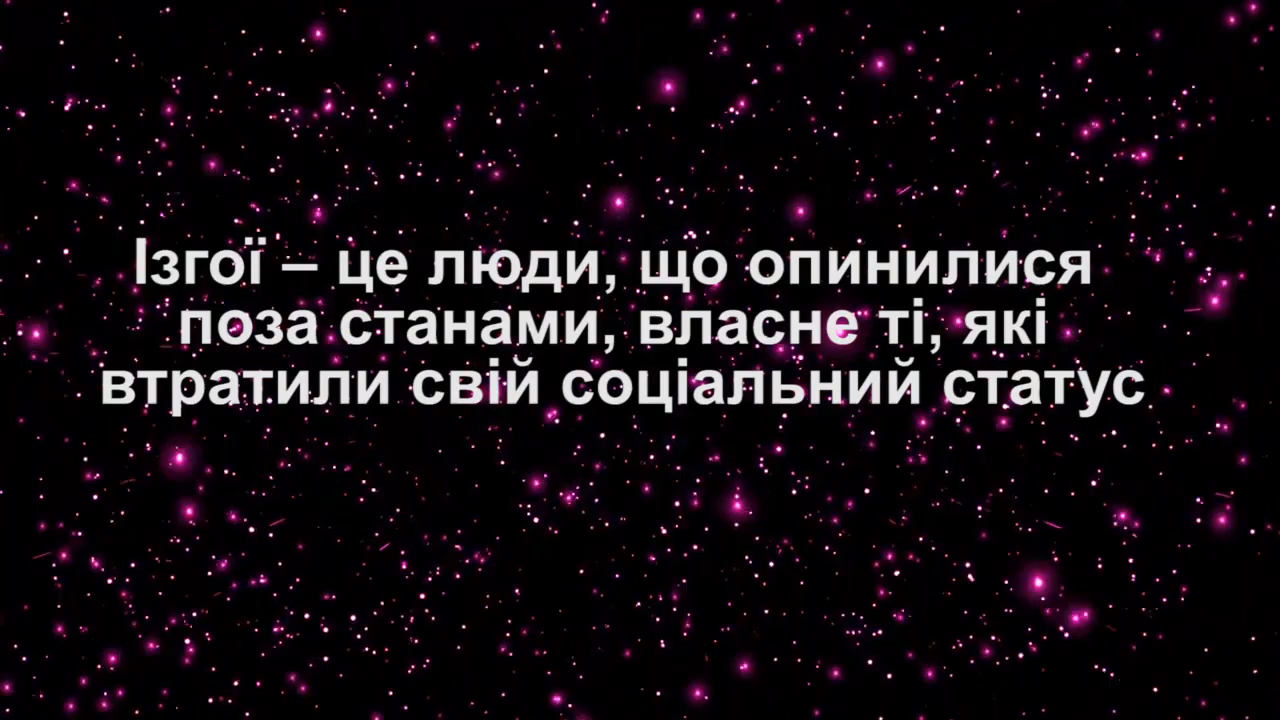 Ізгої – це люди, що опинилися
поза станами, власне ті, які
втратили свій соціальний статус